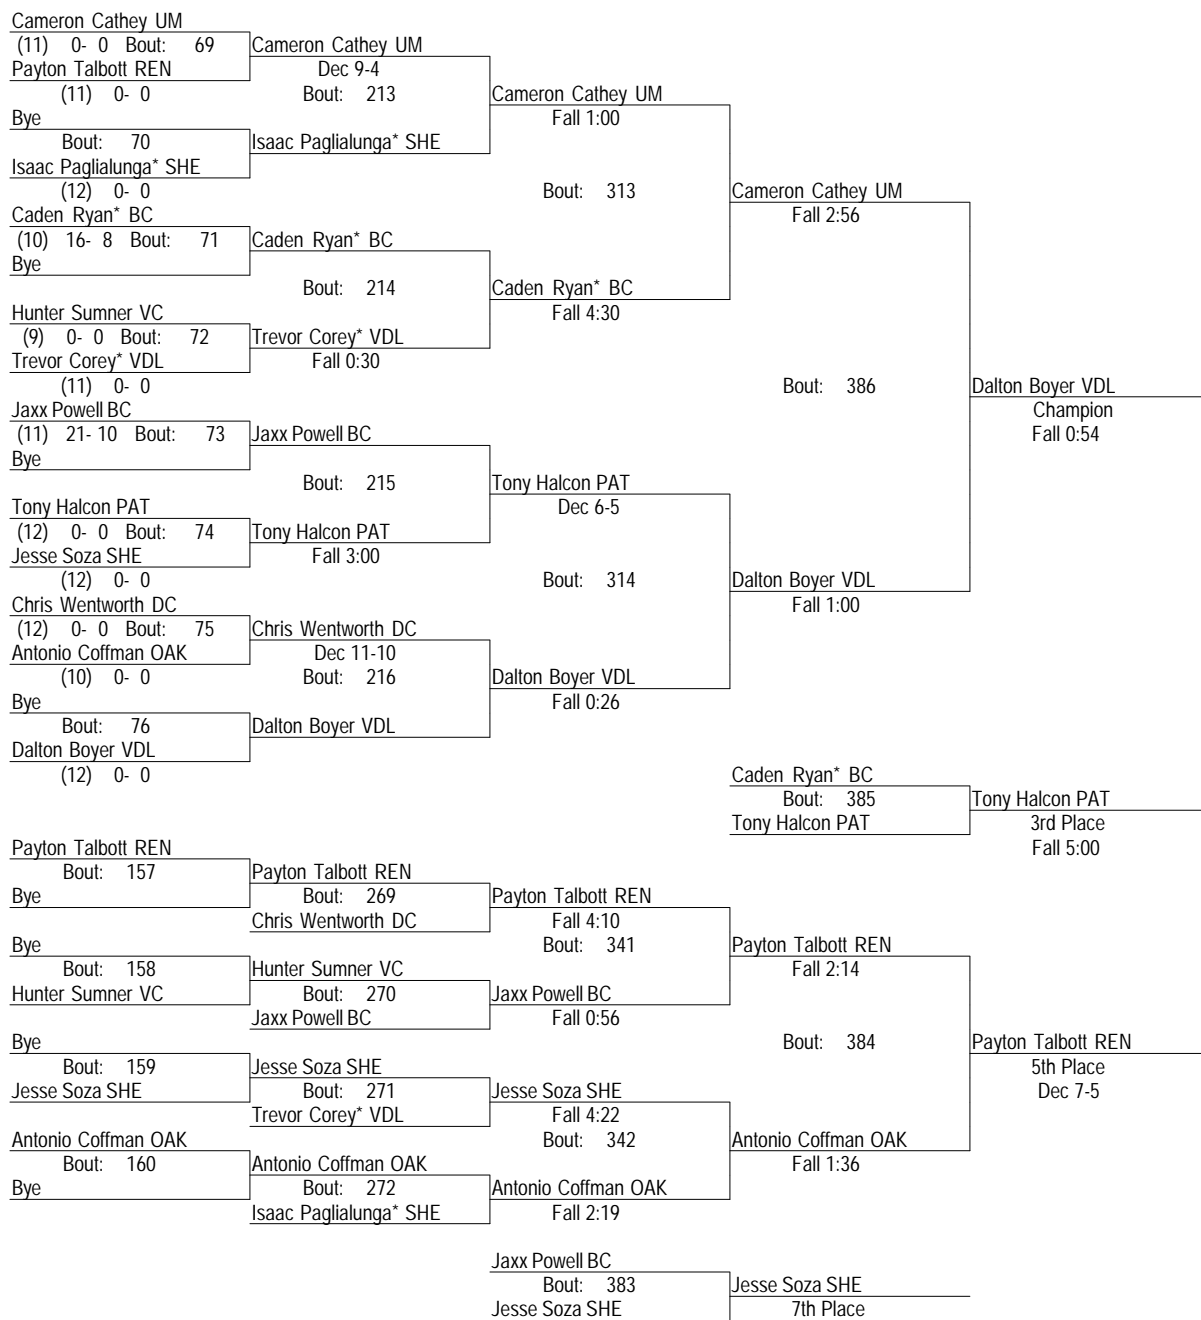 Cameron Cathey UM
(11) 0- 0 Bout: 69 Cameron Cathey UM
Payton Talbott REN Dec 9-4
(11) 0- 0 Bout: 213 Cameron Cathey UM
Bye Fall 1:00
Bout: 70 Isaac Paglialunga* SHE
Isaac Paglialunga* SHE
(12) 0- 0 Bout: 313 Cameron Cathey UM
Caden Ryan* BC Fall 2:56
(10) 16- 8 Bout: 71 Caden Ryan* BC
Bye
Bout: 214 Caden Ryan* BC
Hunter Sumner VC Fall 4:30
(9) 0- 0 Bout: 72 Trevor Corey* VDL
Trevor Corey* VDL Fall 0:30
(11) 0- 0 Bout: 386 Dalton Boyer VDL
Jaxx Powell BC Champion
(11) 21- 10 Bout: 73 Jaxx Powell BC Fall 0:54
Bye
Bout: 215 Tony Halcon PAT
Tony Halcon PAT Dec 6-5
(12) 0- 0 Bout: 74 Tony Halcon PAT
Jesse Soza SHE Fall 3:00
(12) 0- 0 Bout: 314 Dalton Boyer VDL
Chris Wentworth DC Fall 1:00
(12) 0- 0 Bout: 75 Chris Wentworth DC
Antonio Coffman OAK Dec 11-10
(10) 0- 0 Bout: 216 Dalton Boyer VDL
Bye Fall 0:26
Bout: 76 Dalton Boyer VDL
Dalton Boyer VDL
(12) 0- 0 Caden Ryan* BC
Bout: 385 Tony Halcon PAT
Tony Halcon PAT 3rd Place
Payton Talbott REN Fall 5:00
Bout: 157 Payton Talbott REN
Bye Bout: 269 Payton Talbott REN
Chris Wentworth DC Fall 4:10
Bye Bout: 341 Payton Talbott REN
Bout: 158 Hunter Sumner VC Fall 2:14
Hunter Sumner VC Bout: 270 Jaxx Powell BC
Jaxx Powell BC Fall 0:56
Bye Bout: 384 Payton Talbott REN
Bout: 159 Jesse Soza SHE 5th Place
Jesse Soza SHE Bout: 271 Jesse Soza SHE Dec 7-5
Trevor Corey* VDL Fall 4:22
Antonio Coffman OAK Bout: 342 Antonio Coffman OAK
Bout: 160 Antonio Coffman OAK Fall 1:36
Bye Bout: 272 Antonio Coffman OAK
Isaac Paglialunga* SHE Fall 2:19
Jaxx Powell BC
Bout: 383 Jesse Soza SHE
Jesse Soza SHE 7th Place